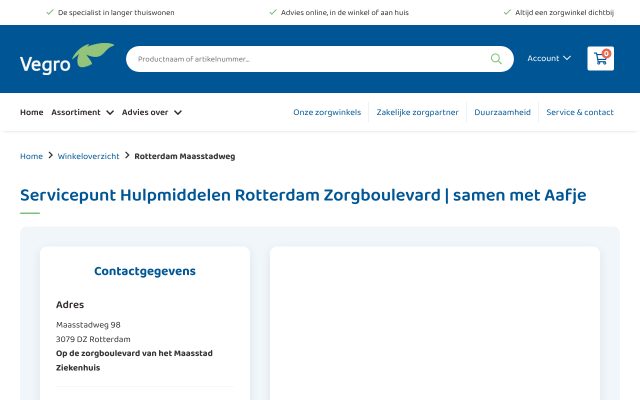 De specialist in langer thuiswonen
Advies online, in de winkel of aan huis
Altijd een zorgwinkel dichtbij
Vegro
Productnaam of artikelnummer...
Account
0
Home
Assortiment
Advies over
Onze zorgwinkels
Zakelijke zorgpartner
Duurzaamheid
Service & contact
Home
Winkeloverzicht
Rotterdam Maasstadweg
Servicepunt Hulpmiddelen Rotterdam Zorgboulevard | samen met Aafje
Contactgegevens
Adres
Maasstadweg 98
3079 DZ Rotterdam
Op de zorgboulevard van het Maasstad
Ziekenhuis